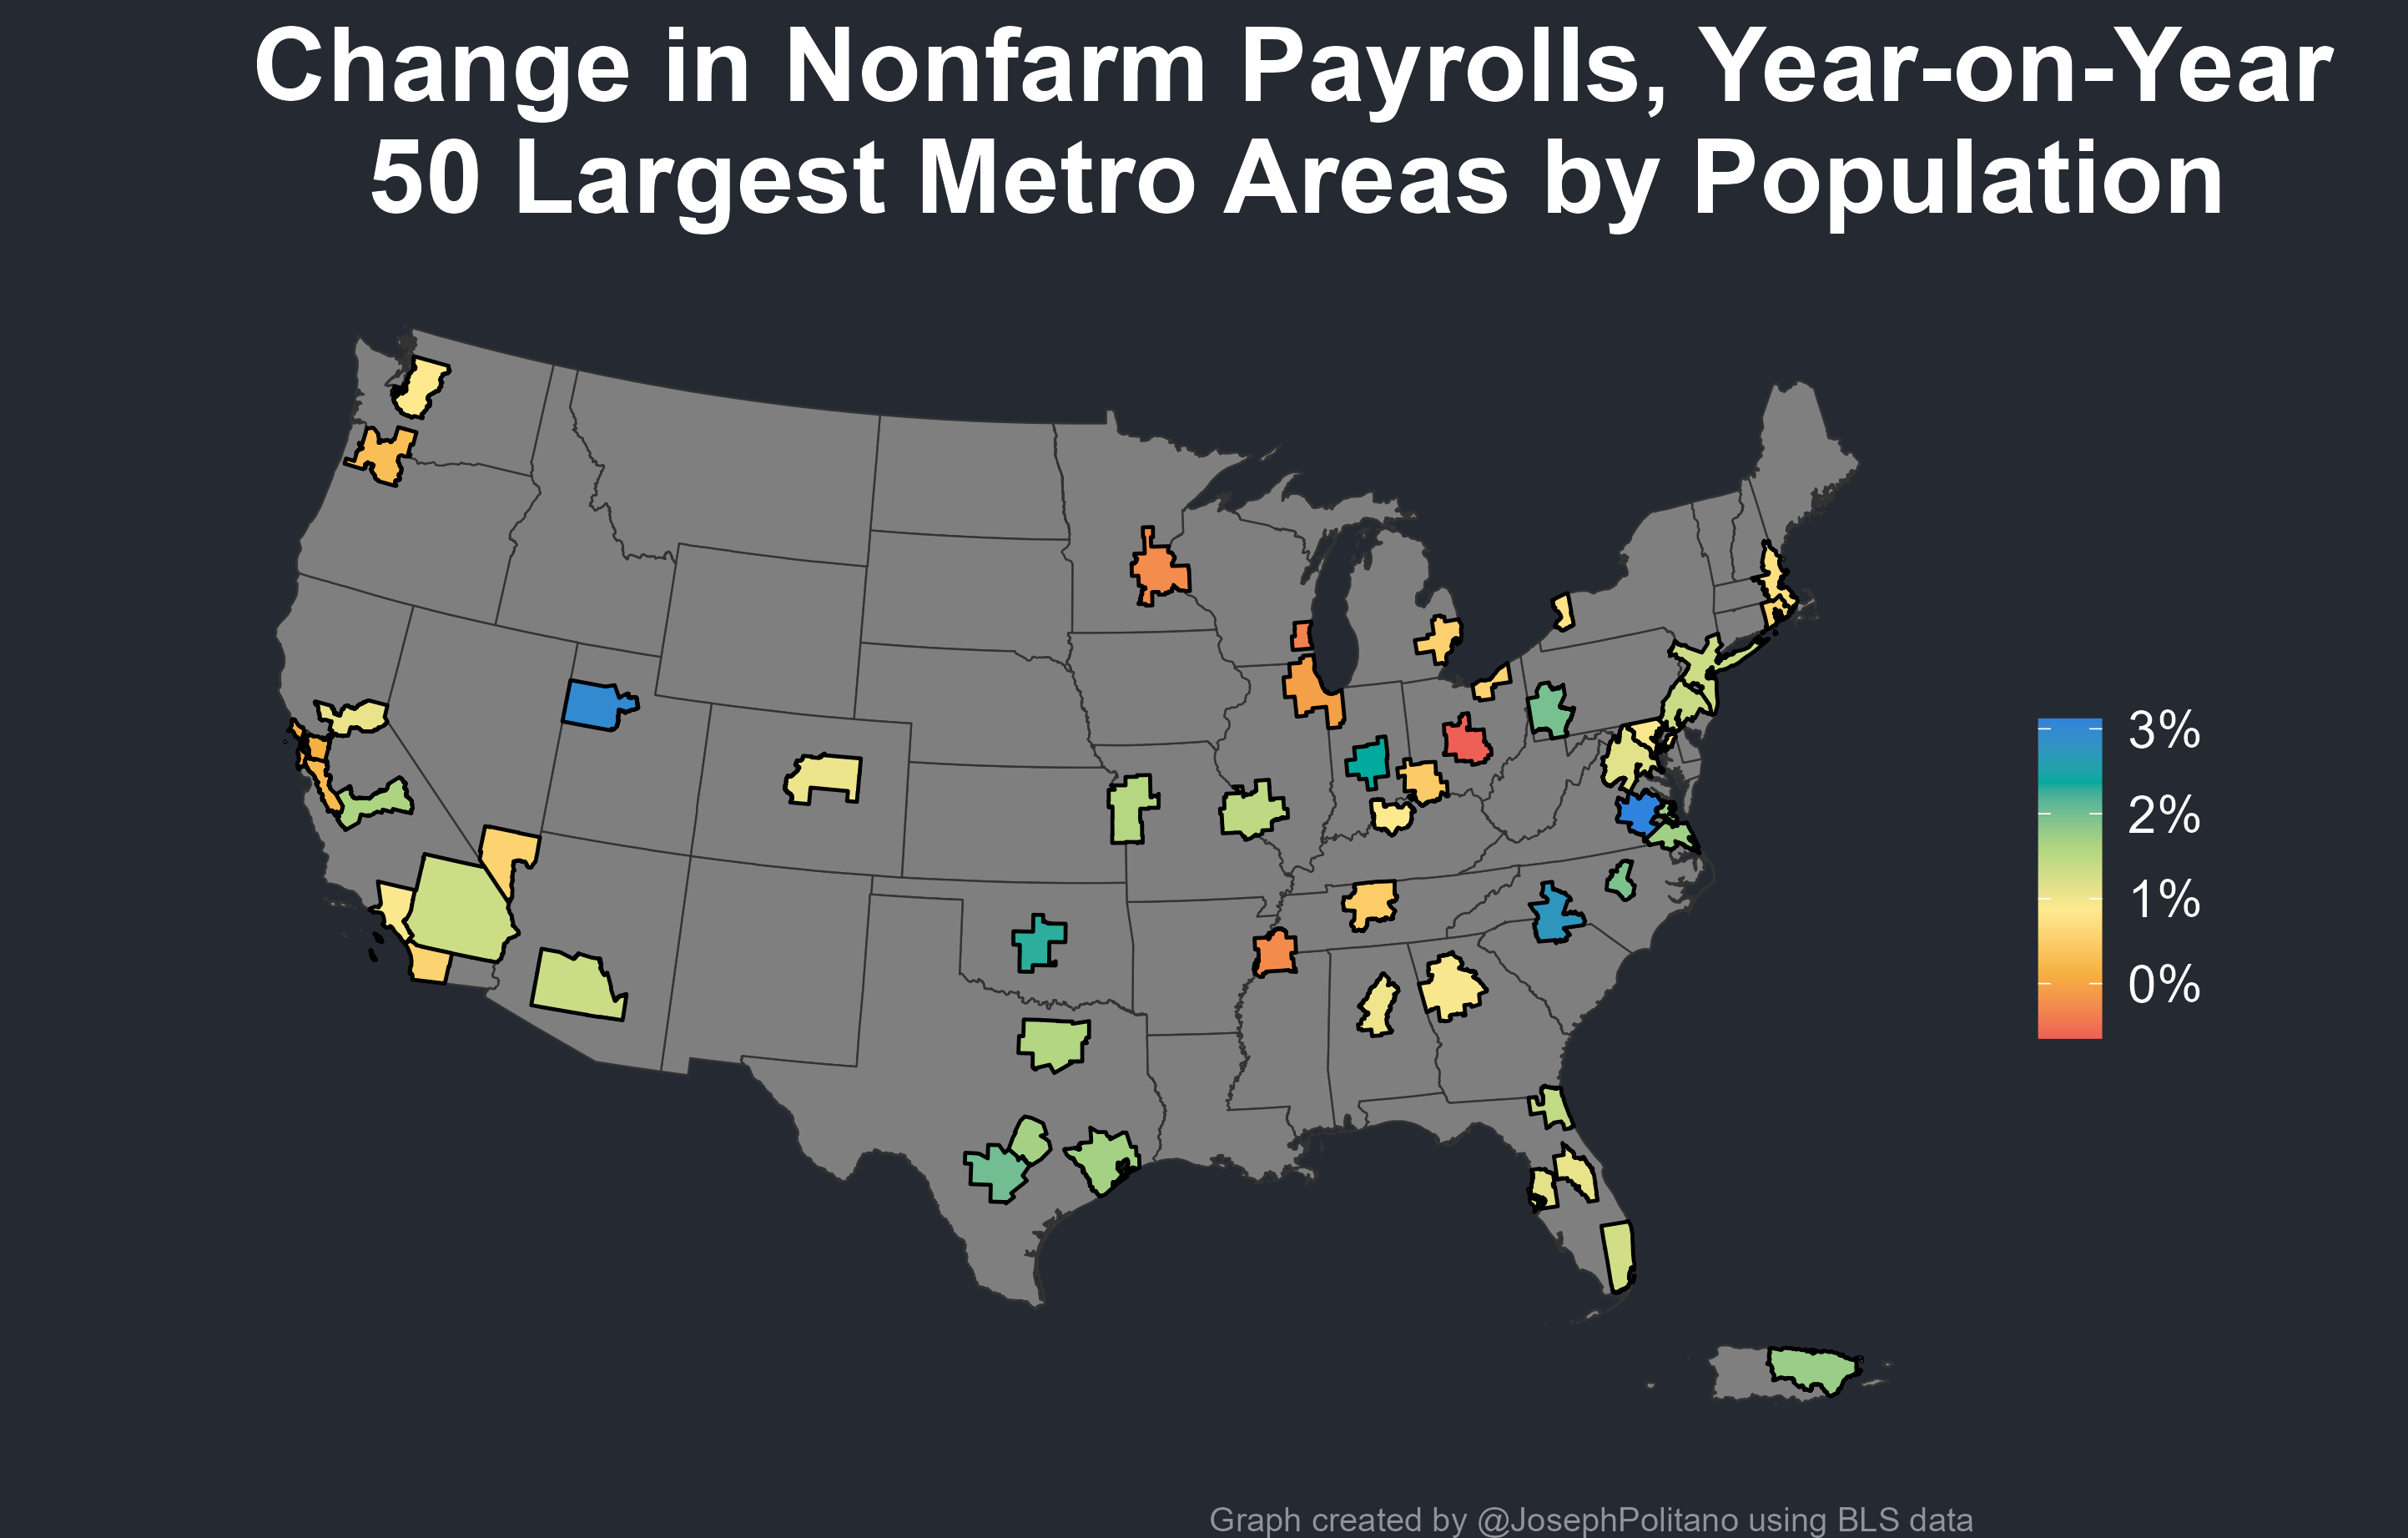 Change in Nonfarm Payrolls, Year-on-Year
50 Largest Metro Areas by Population
3%
2%
1%
0%
Graph created by @JosephPolitano using BLS data